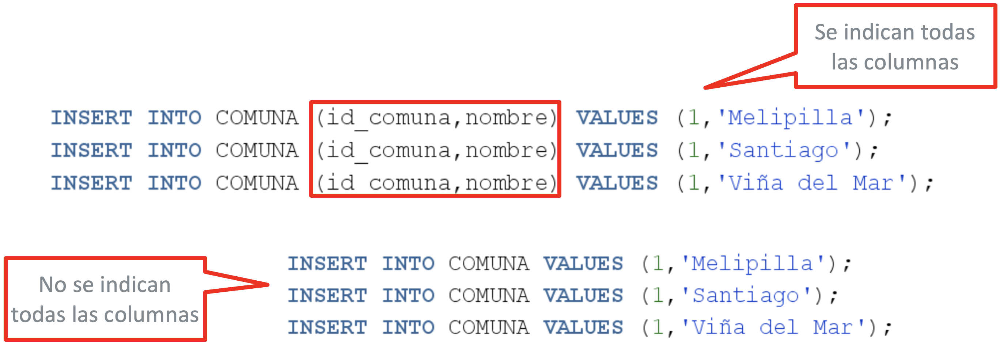 Se indican todas
las columnas
INSERT INTO COMUNA (id_comuna,nombre) VALUES (1,'Melipilla');
INSERT INTO COMUNA (id_comuna,nombre) VALUES (1,'Santiago');
INSERT INTO COMUNA (id_comuna,nombre) VALUES (1,'Viña del Mar');
No se indican
todas las columnas
INSERT INTO COMUNA VALUES (1,'Melipilla');
INSERT INTO COMUNA VALUES (1,'Santiago');
INSERT INTO COMUNA VALUES (1,'Viña del Mar');